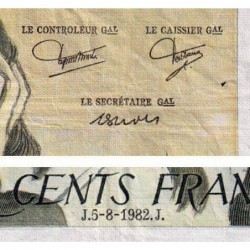 LE CONTROLEUR GAL LE CAISSIER GAL
LE SECRÉTAIRE GAL
CENTS FRAN
J.5-8-1982.J.